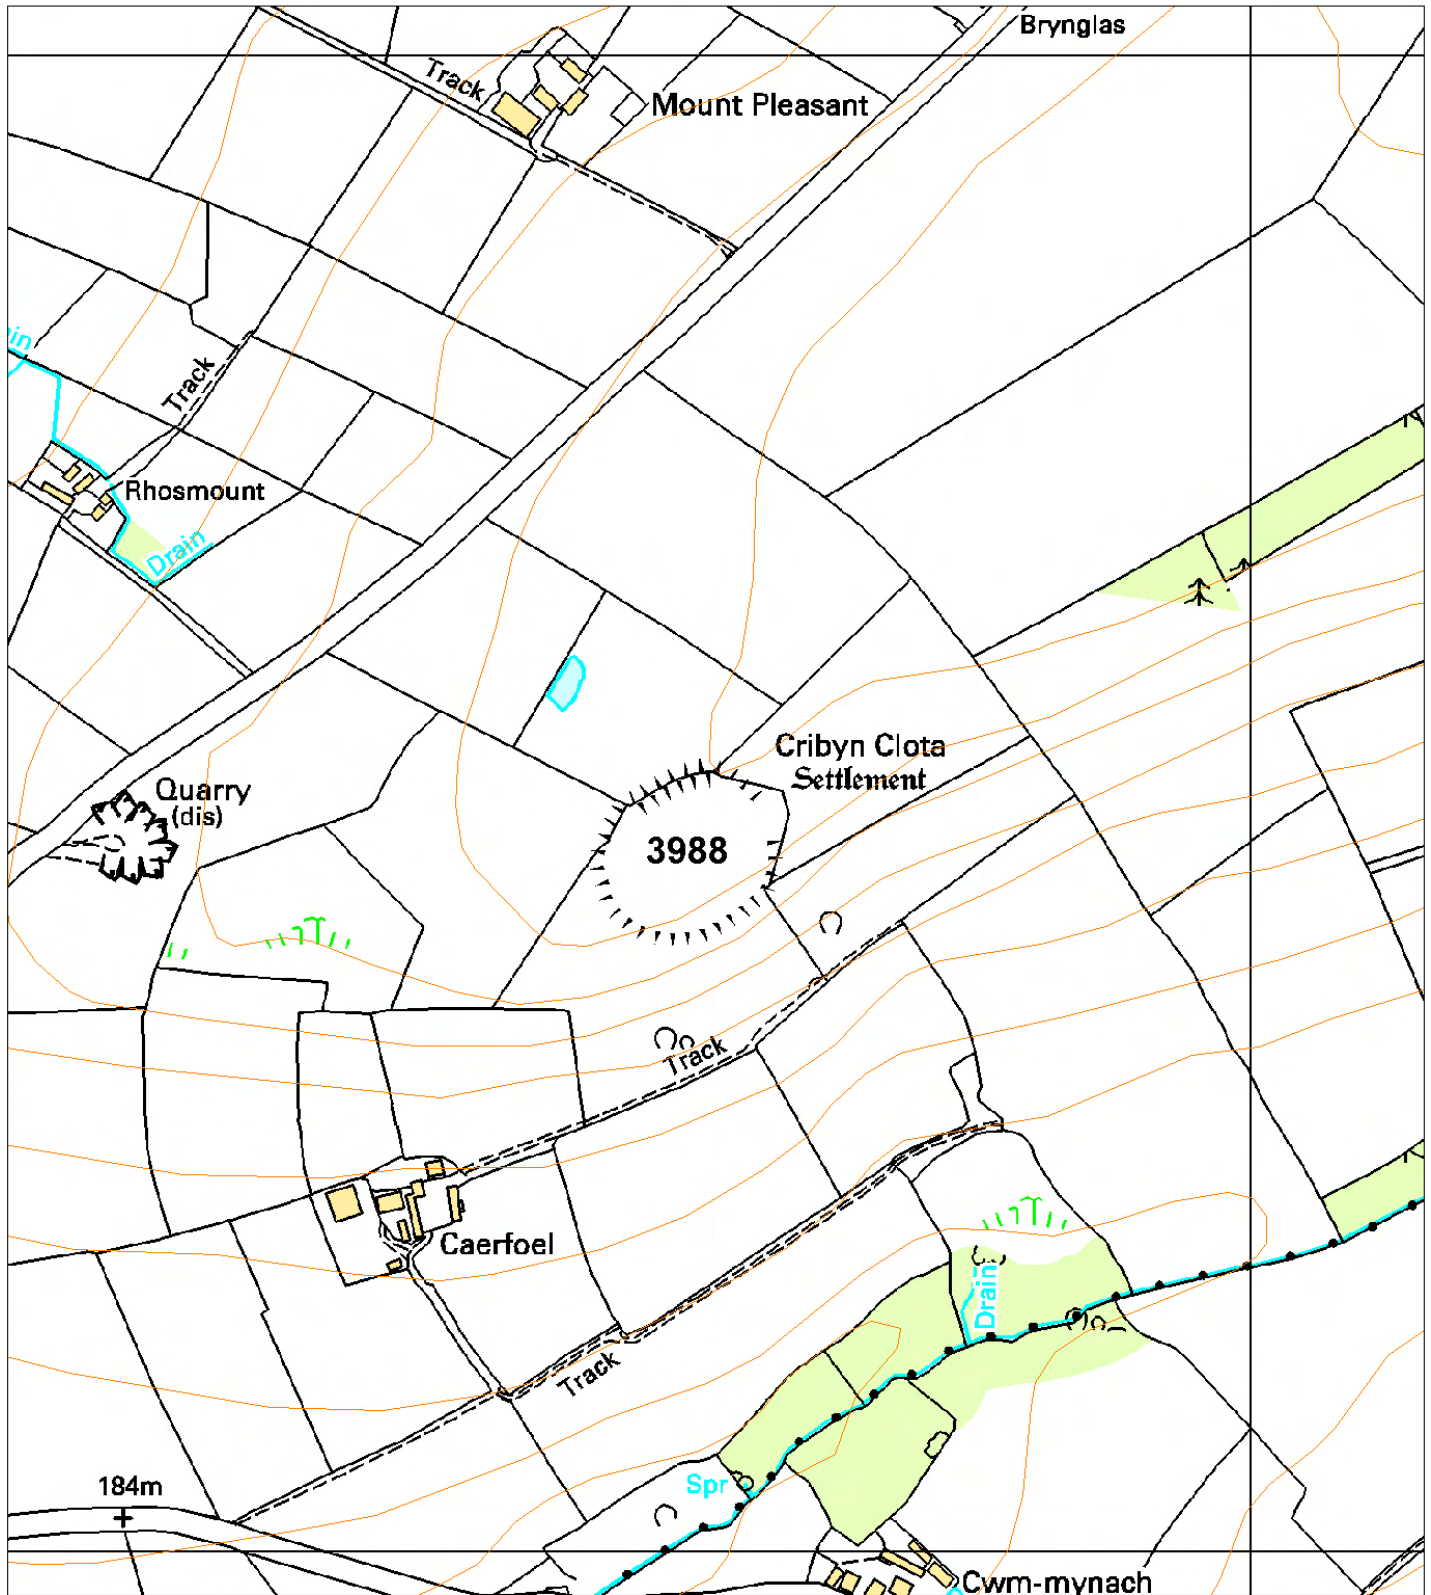 Brynglas
Track
Mount Pleasant
Track
Rhosmount
Drain
Cribyn Clota
Settlement
Quarry
(dis)
3988
Track
Caerfoel
Drain
Track
184m
Spr
Cwm-mynach